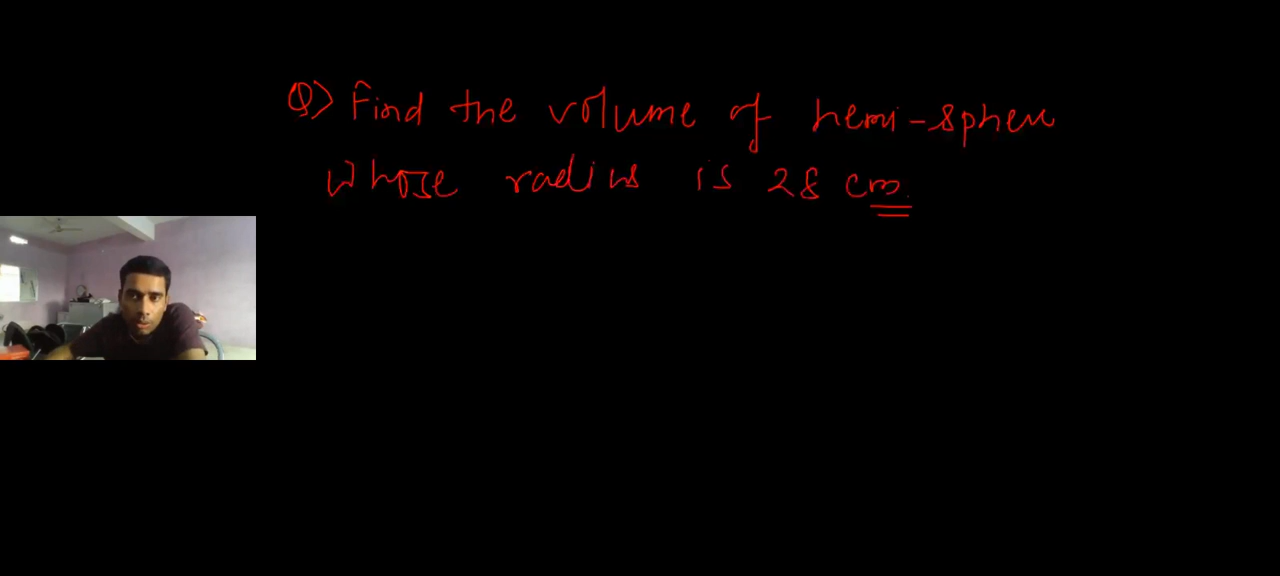 Q) Find the volume of hemi-sphere
whose radius is 28 cm.